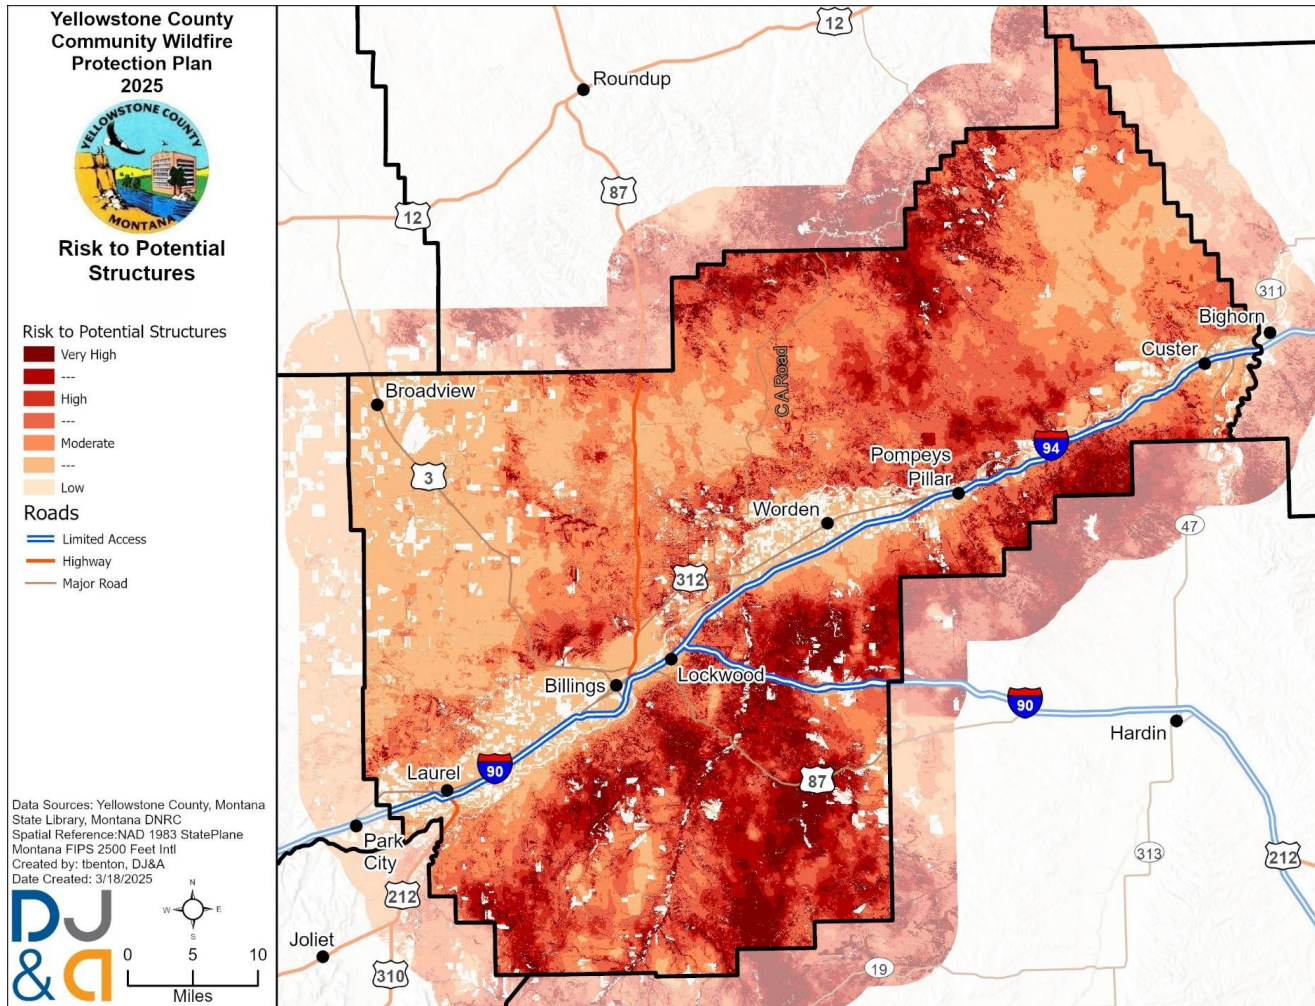 Yellowstone County
Community Wildfire
Protection Plan
2025
YELLOWSTONE COUNTY
MONTANA
Risk to Potential
Structures
Risk to Potential Structures
Very High
---
High
---
Moderate
---
Low
Roads
Limited Access
Highway
Major Road
Data Sources: Yellowstone County, Montana
State Library, Montana DNRC
Spatial Reference:NAD 1983 StatePlane
Montana FIPS 2500 Feet Intl
Created by: tbenton, DJ&A
Date Created: 3/18/2025
DJ
&a
N
W E
S
0 5 10
Miles
12
Roundup
87
12
311
Bighorn
Custer
C A Road
Broadview
94
Pompeys
Pillar
3
Worden
47
312
Lockwood
Billings
90
Hardin
87
Laurel
90
Park
City
313
212
212
Joliet
310
19